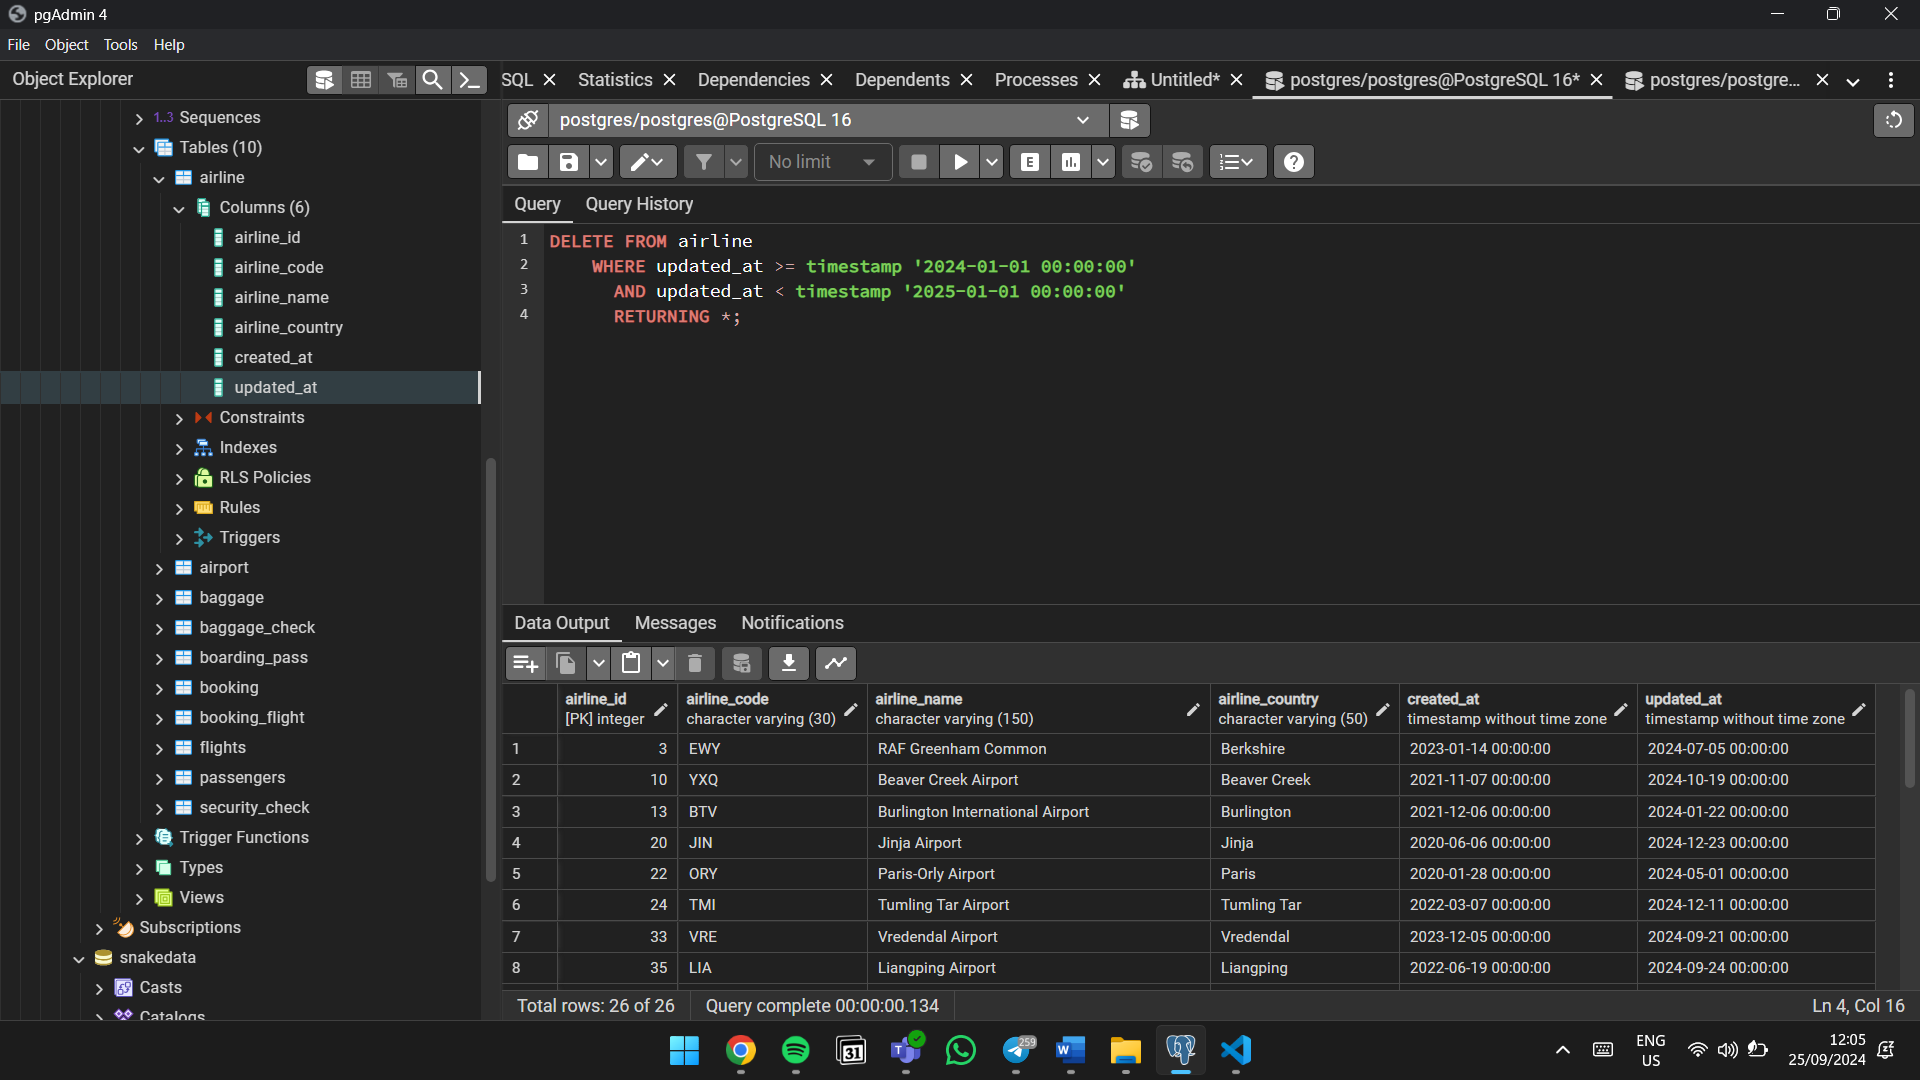 pgAdmin 4
File Object Tools Help
Object Explorer
SQL Statistics Dependencies Dependents Processes Untitled* postgres/postgres@PostgreSQL 16* postgres/postgre...
1..3 Sequences
Tables (10)
airline
Columns (6)
airline_id
airline_code
airline_name
airline_country
created_at
updated_at
Constraints
Indexes
RLS Policies
Rules
Triggers
airport
baggage
baggage_check
boarding_pass
booking
booking_flight
flights
passengers
security_check
Trigger Functions
Types
Views
Subscriptions
snakedata
Casts
Catalogs
postgres/postgres@PostgreSQL 16
No limit
E
Query Query History
1 DELETE FROM airline
2 WHERE updated_at >= timestamp '2024-01-01 00:00:00'
3 AND updated_at < timestamp '2025-01-01 00:00:00'
4 RETURNING *;
Data Output Messages Notifications
airline_id airline_code airline_name airline_country created_at updated_at
[PK] integer character varying (30) character varying (150) character varying (50) timestamp without time zone timestamp without time zone
1 3 EWY RAF Greenham Common Berkshire 2023-01-14 00:00:00 2024-07-05 00:00:00
2 10 YXQ Beaver Creek Airport Beaver Creek 2021-11-07 00:00:00 2024-10-19 00:00:00
3 13 BTV Burlington International Airport Burlington 2021-12-06 00:00:00 2024-01-22 00:00:00
4 20 JIN Jinja Airport Jinja 2020-06-06 00:00:00 2024-12-23 00:00:00
5 22 ORY Paris-Orly Airport Paris 2020-01-28 00:00:00 2024-05-01 00:00:00
6 24 TMI Tumling Tar Airport Tumling Tar 2022-03-07 00:00:00 2024-12-11 00:00:00
7 33 VRE Vredendal Airport Vredendal 2023-12-05 00:00:00 2024-09-21 00:00:00
8 35 LIA Liangping Airport Liangping 2022-06-19 00:00:00 2024-09-24 00:00:00
Total rows: 26 of 26 Query complete 00:00:00.134 Ln 4, Col 16
31
259
W
ENG
US
12:05
25/09/2024